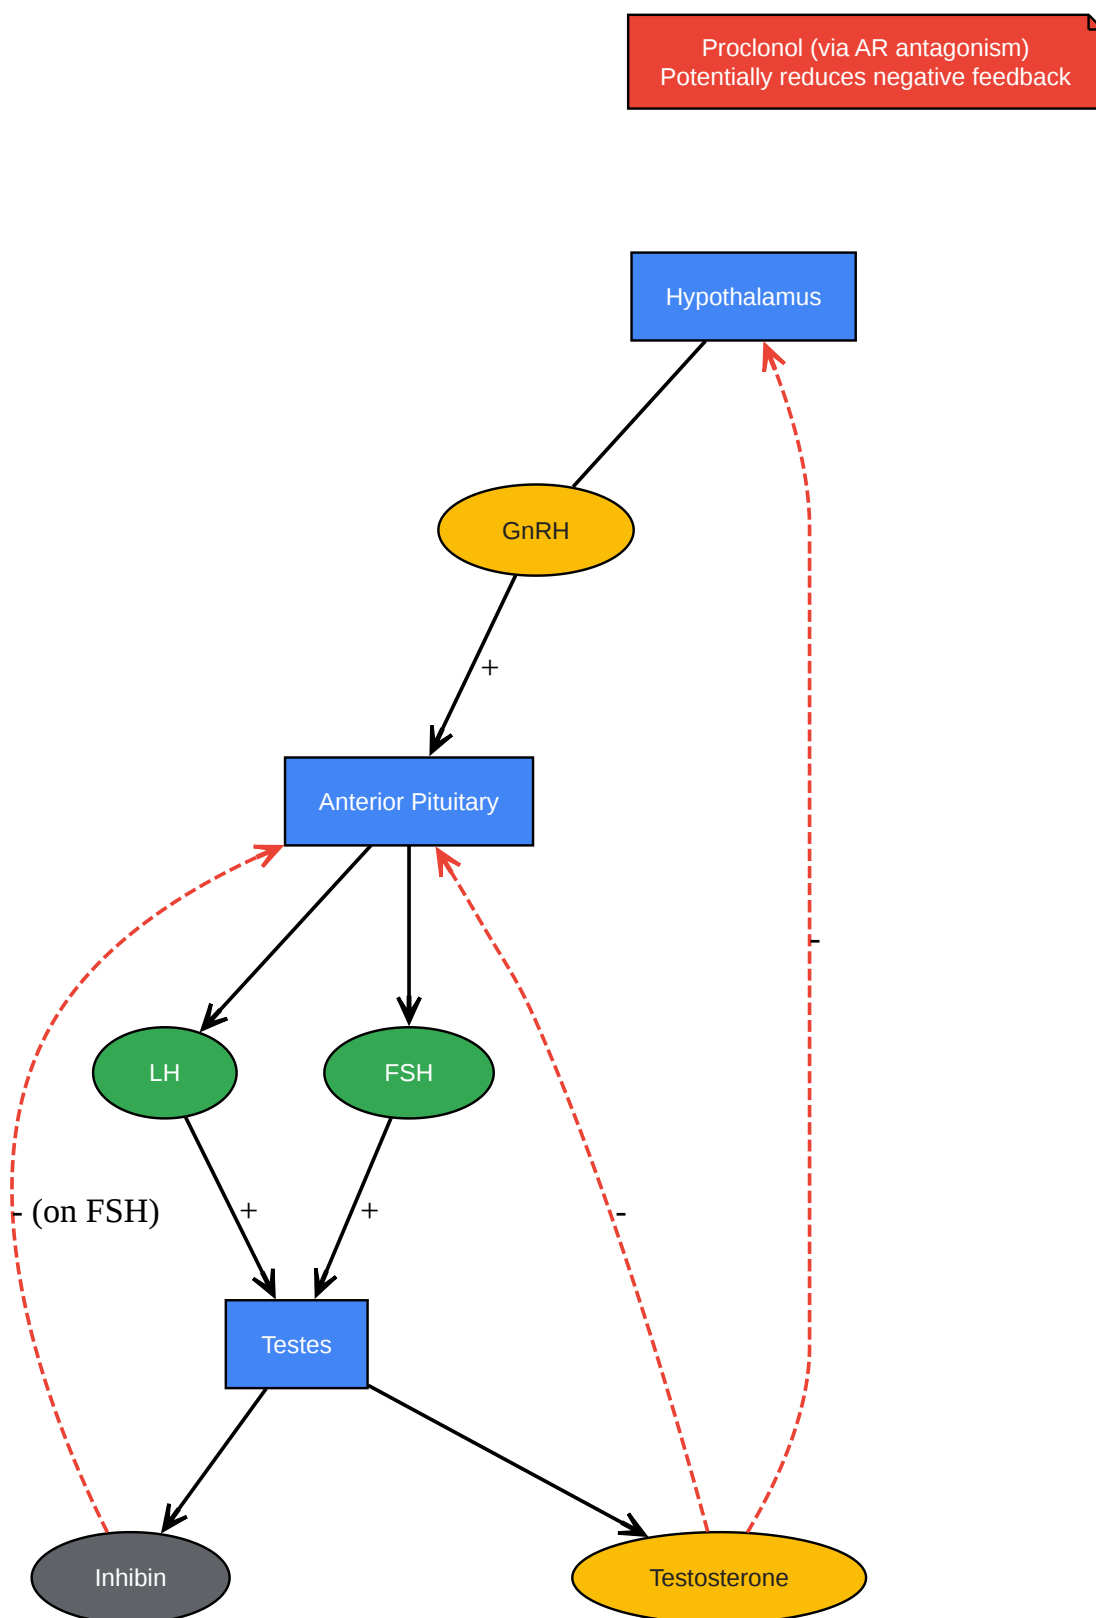 Proclonol (via AR antagonism)
Potentially reduces negative feedback
Hypothalamus
GnRH
+
Anterior Pituitary
-
LH
FSH
- (on FSH)
+
+
-
Testes
Inhibin
Testosterone